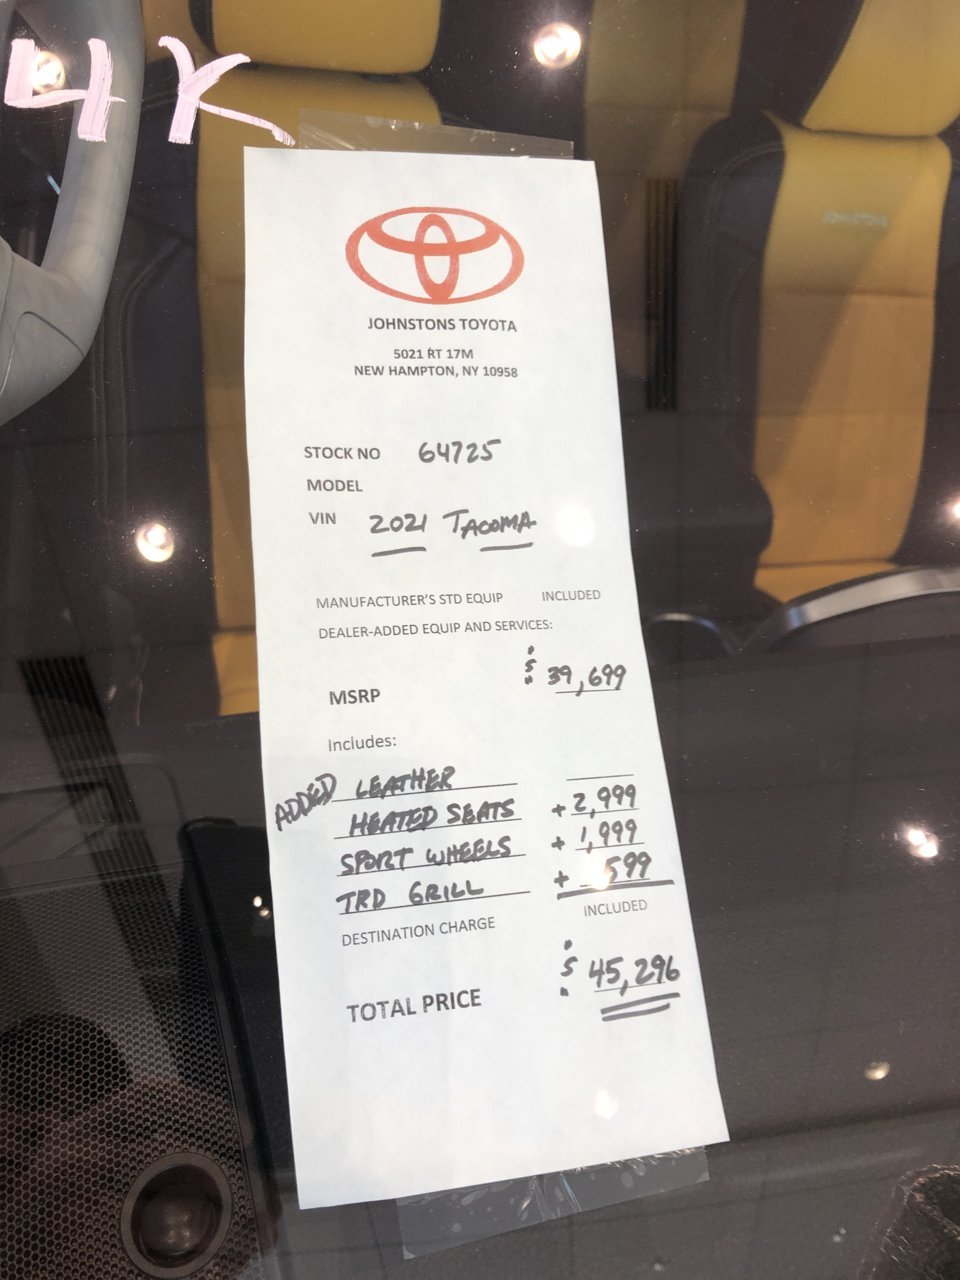 4X
JOHNSTONS TOYOTA
5021 RT 17M
NEW HAMPTON, NY 10958
STOCK NO 64725
MODEL
VIN 2021 TACOMA
MANUFACTURER'S STD EQUIP INCLUDED
DEALER-ADDED EQUIP AND SERVICES:
MSRP $ 39,699
Includes:
ADDED LEATHER
HEATED SEATS + 2,999
SPORT WHEELS + 1,999
TRD GRILL + 599
DESTINATION CHARGE INCLUDED
TOTAL PRICE $ 45,296